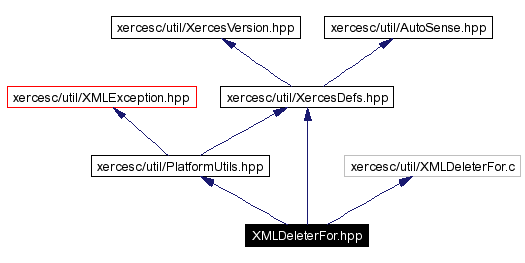 xercesc/util/XercesVersion.hpp
xercesc/util/AutoSense.hpp
xercesc/util/XMLException.hpp
xercesc/util/XercesDefs.hpp
xercesc/util/PlatformUtils.hpp
xercesc/util/XMLDeleterFor.c
XMLDeleterFor.hpp